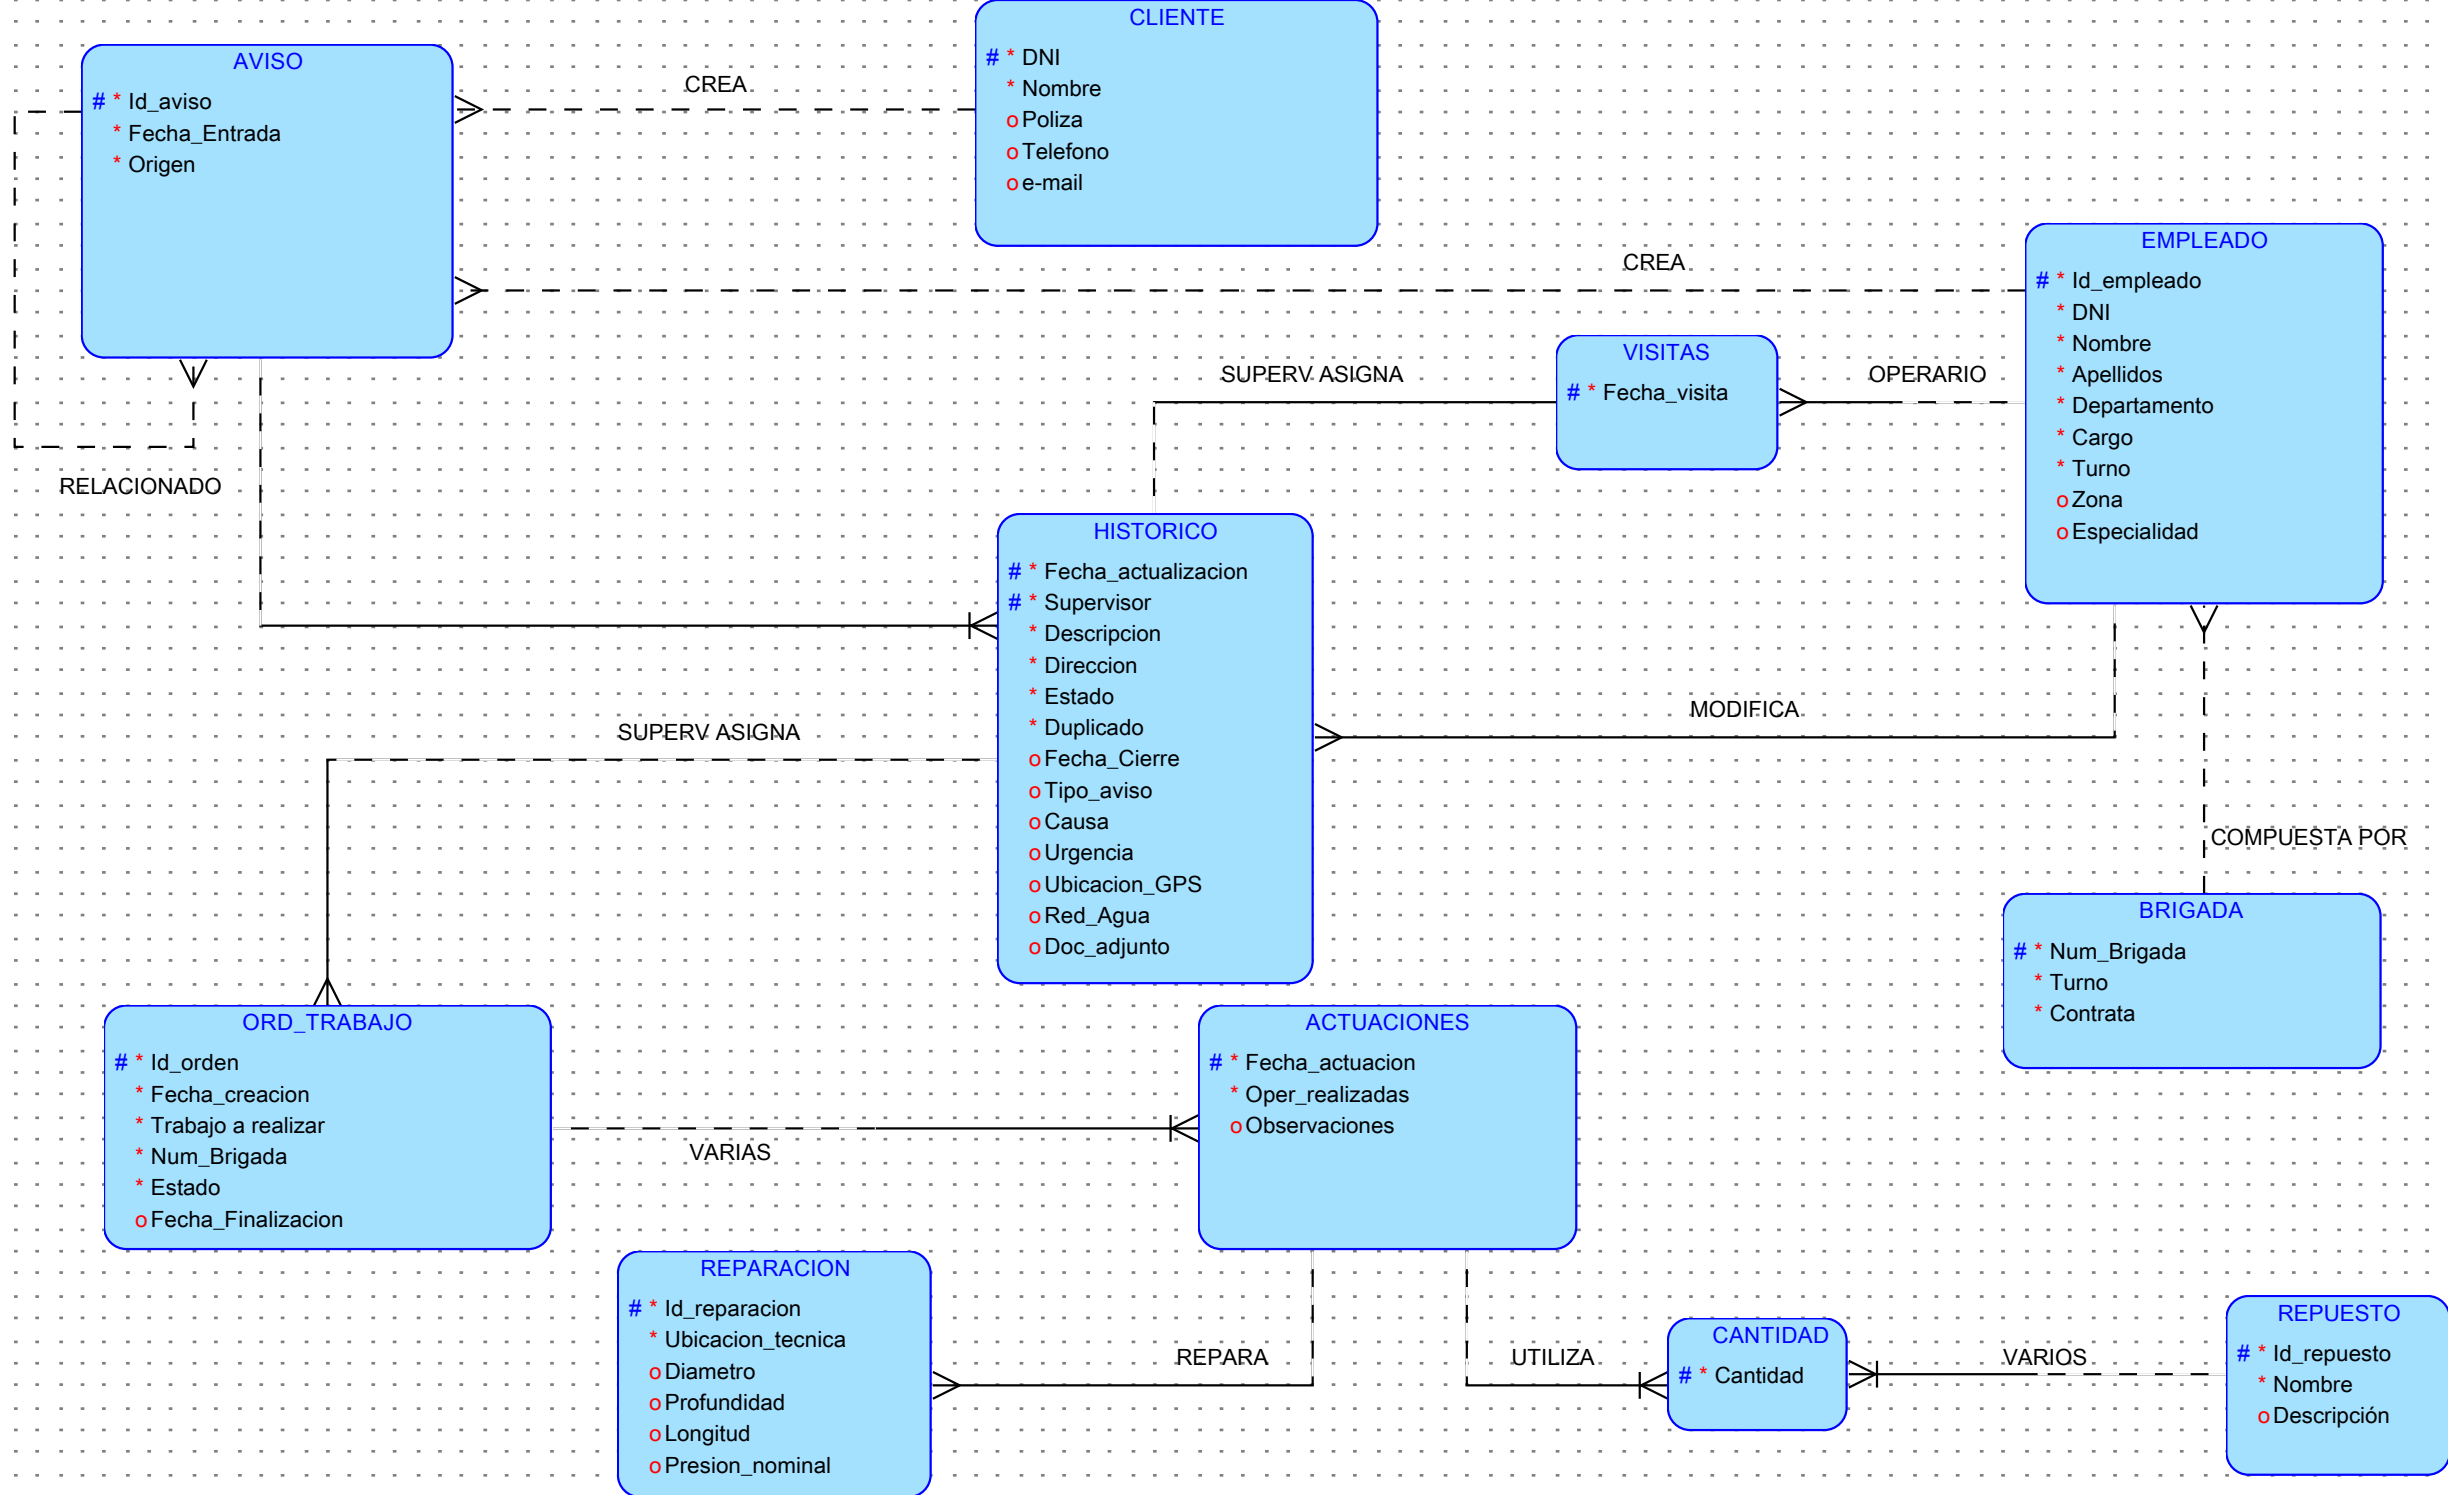 CLIENTE
# * DNI
* Nombre
o Poliza
o Telefono
o e-mail
AVISO
# * Id_aviso
* Fecha_Entrada
* Origen
CREA
CREA
EMPLEADO
# * Id_empleado
* DNI
* Nombre
* Apellidos
* Departamento
* Cargo
* Turno
o Zona
o Especialidad
VISITAS
# * Fecha_visita
SUPERV ASIGNA
OPERARIO
RELACIONADO
HISTORICO
# * Fecha_actualizacion
# * Supervisor
* Descripcion
* Direccion
* Estado
* Duplicado
o Fecha_Cierre
o Tipo_aviso
o Causa
o Urgencia
o Ubicacion_GPS
o Red_Agua
o Doc_adjunto
MODIFICA
SUPERV ASIGNA
COMPUESTA POR
BRIGADA
# * Num_Brigada
* Turno
* Contrata
ORD_TRABAJO
# * Id_orden
* Fecha_creacion
* Trabajo a realizar
* Num_Brigada
* Estado
o Fecha_Finalizacion
VARIAS
ACTUACIONES
# * Fecha_actuacion
* Oper_realizadas
o Observaciones
REPARACION
# * Id_reparacion
* Ubicacion_tecnica
o Diametro
o Profundidad
o Longitud
o Presion_nominal
REPARA
UTILIZA
CANTIDAD
# * Cantidad
VARIOS
REPUESTO
# * Id_repuesto
* Nombre
o Descripción